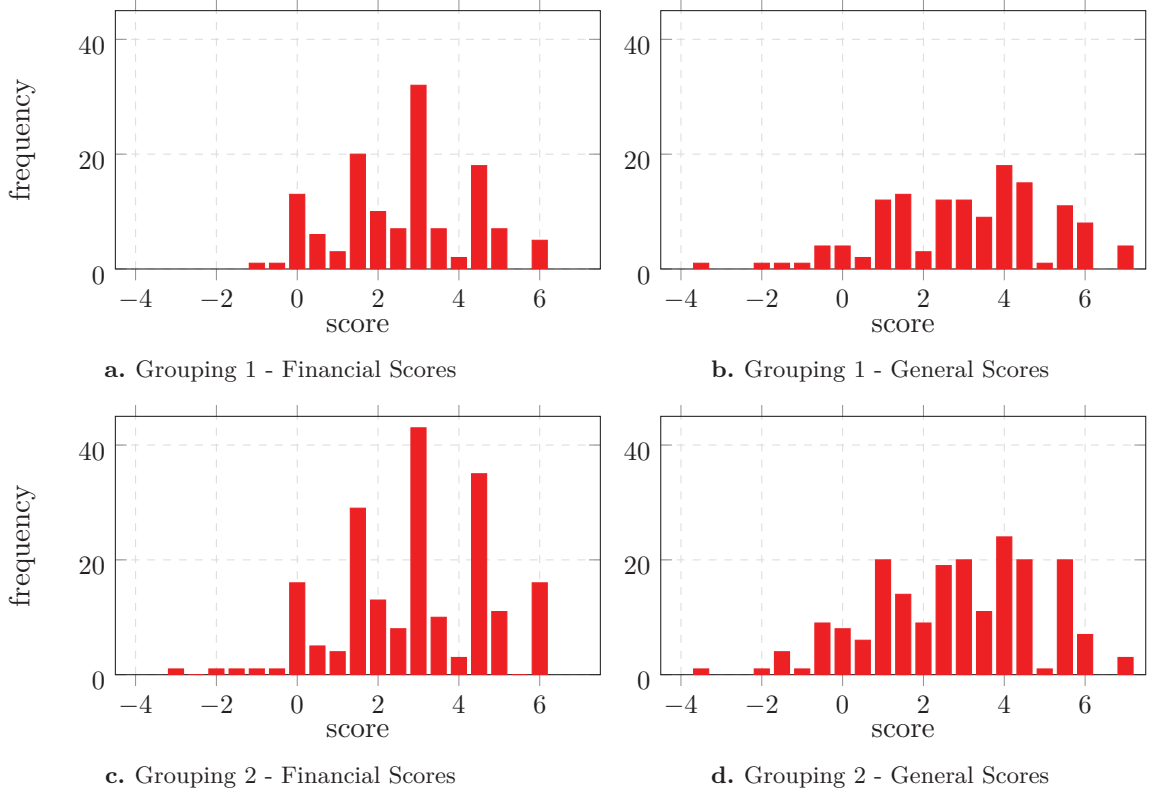 40
20
0
frequency
−4 −2 0 2 4 6
score
a. Grouping 1 - Financial Scores
40
20
0
−4 −2 0 2 4 6
score
b. Grouping 1 - General Scores
40
20
0
frequency
−4 −2 0 2 4 6
score
c. Grouping 2 - Financial Scores
40
20
0
−4 −2 0 2 4 6
score
d. Grouping 2 - General Scores